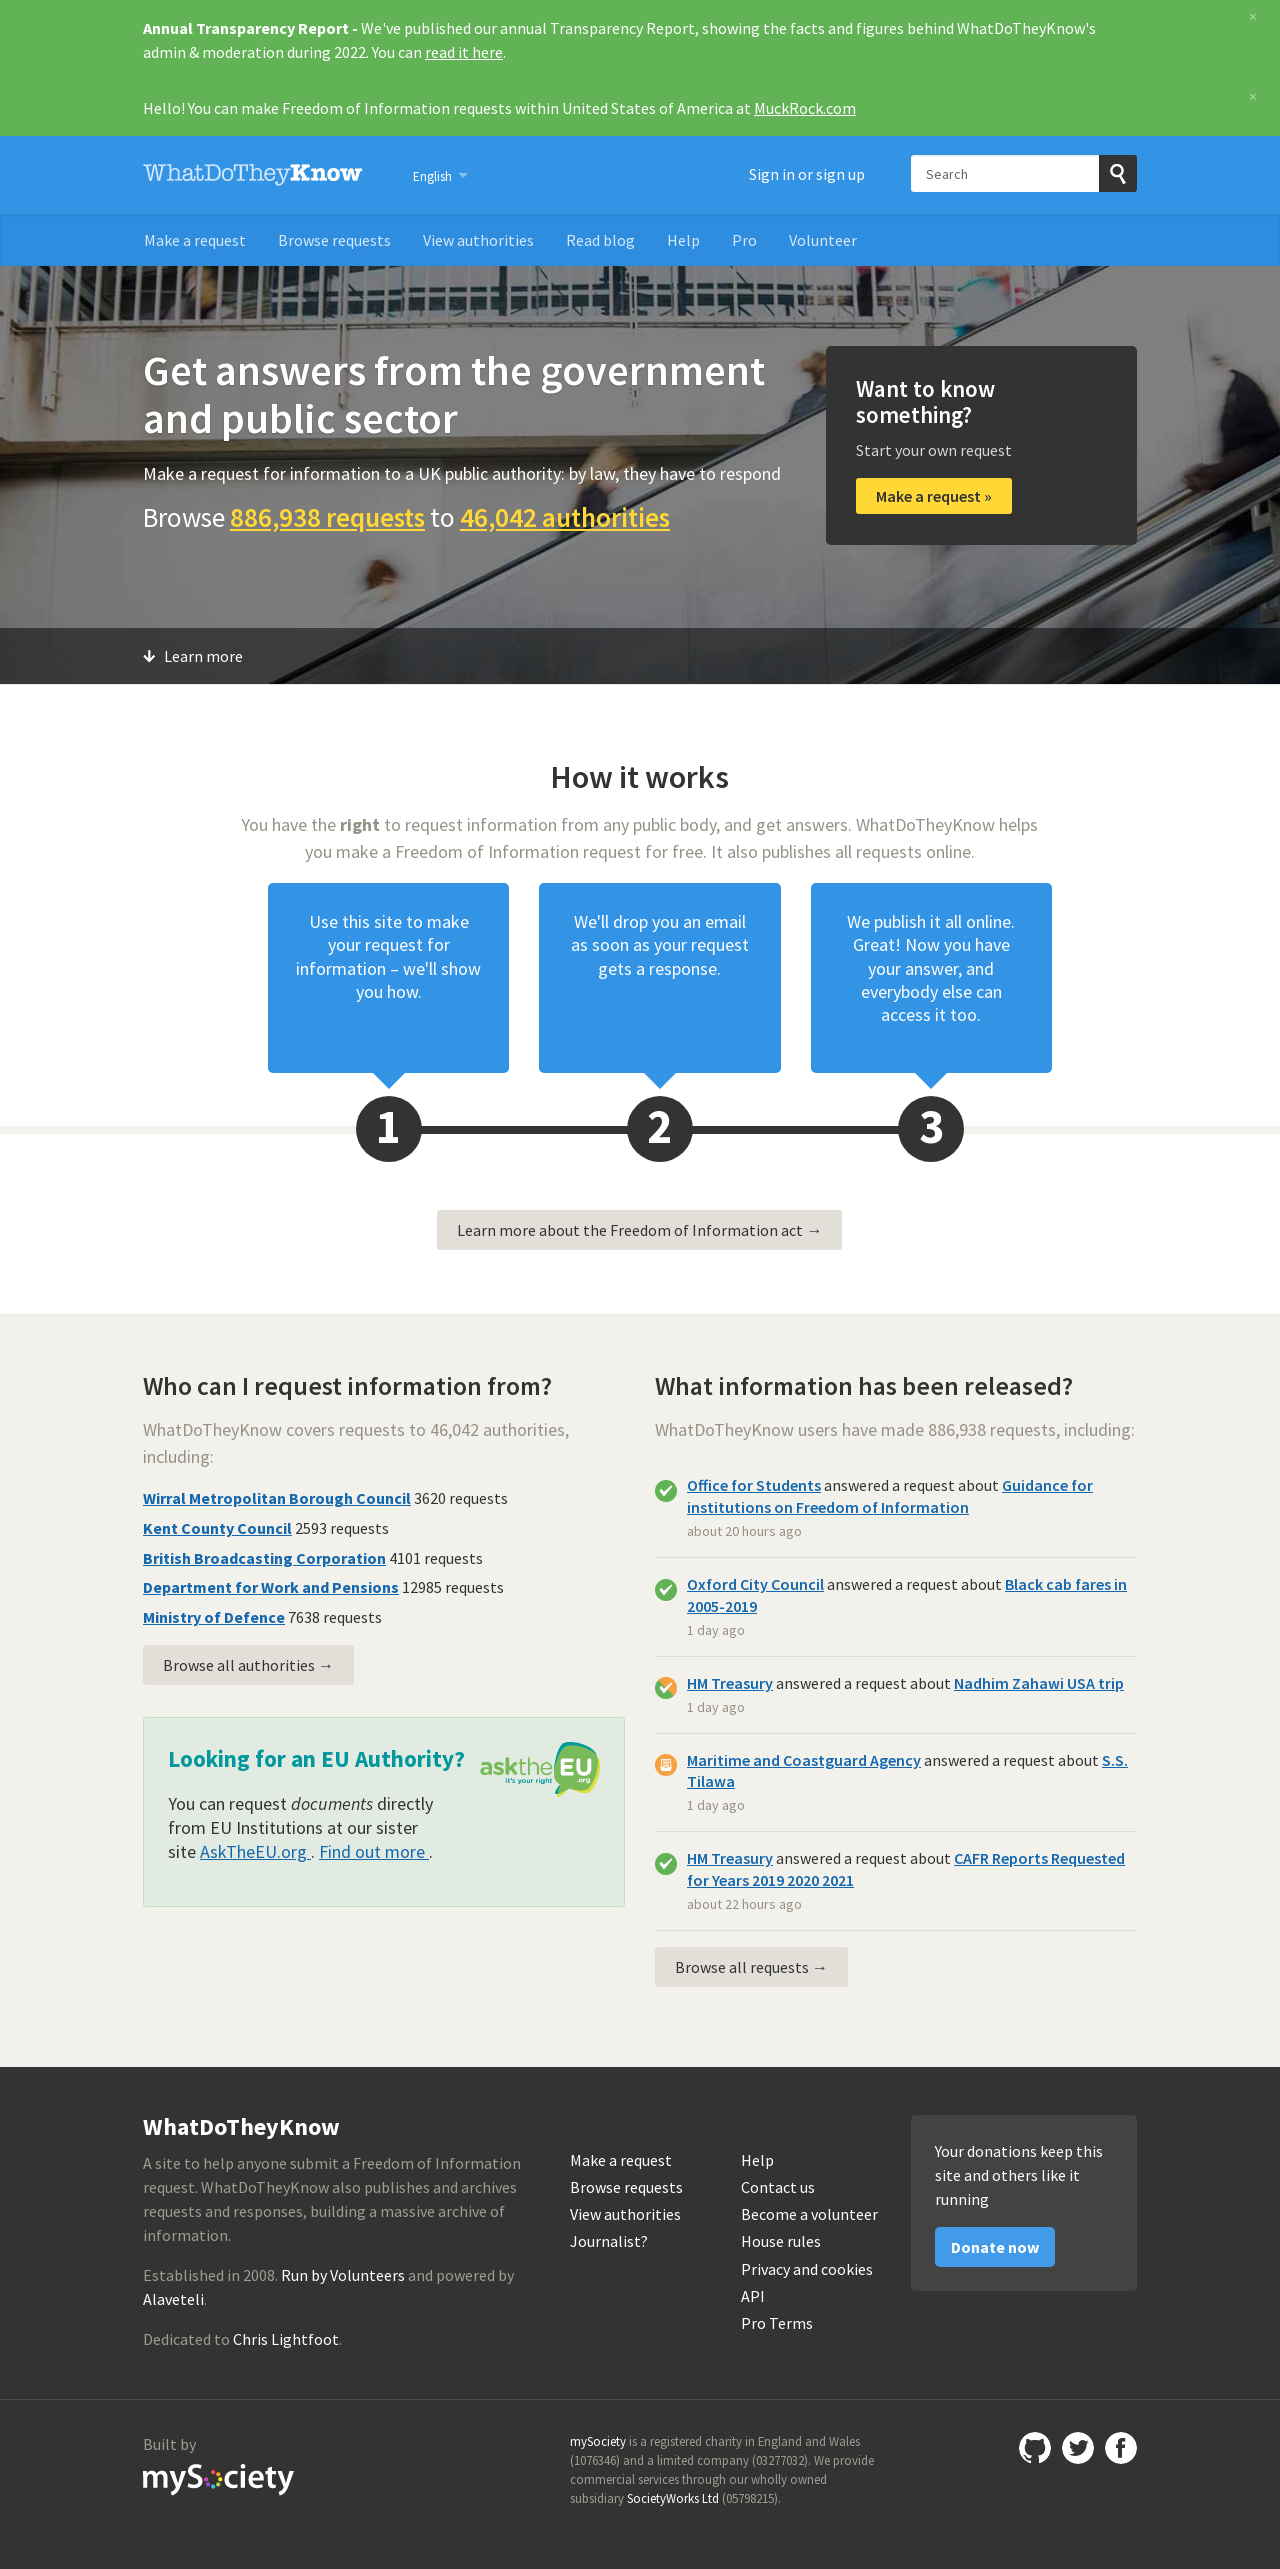 Annual Transparency Report - We've published our annual Transparency Report, showing the facts and figures behind WhatDoTheyKnow's
admin & moderation during 2022. You can read it here.
×
Hello! You can make Freedom of Information requests within United States of America at MuckRock.com
×
WhatDoTheyKnow
English
Sign in or sign up
Search
Make a request
Browse requests
View authorities
Read blog
Help
Pro
Volunteer
Get answers from the government
and public sector
Make a request for information to a UK public authority: by law, they have to respond
Browse 886,938 requests to 46,042 authorities
Want to know
something?
Start your own request
Make a request »
Learn more
How it works
You have the right to request information from any public body, and get answers. WhatDoTheyKnow helps
you make a Freedom of Information request for free. It also publishes all requests online.
Use this site to make
your request for
information – we'll show
you how.
We'll drop you an email
as soon as your request
gets a response.
We publish it all online.
Great! Now you have
your answer, and
everybody else can
access it too.
1
2
3
Learn more about the Freedom of Information act →
Who can I request information from?
WhatDoTheyKnow covers requests to 46,042 authorities,
including:
Wirral Metropolitan Borough Council 3620 requests
Kent County Council 2593 requests
British Broadcasting Corporation 4101 requests
Department for Work and Pensions 12985 requests
Ministry of Defence 7638 requests
Browse all authorities →
Looking for an EU Authority?
asktheEU
it's your right
.org
You can request documents directly
from EU Institutions at our sister
site AskTheEU.org . Find out more .
What information has been released?
WhatDoTheyKnow users have made 886,938 requests, including:
Office for Students answered a request about Guidance for
institutions on Freedom of Information
about 20 hours ago
Oxford City Council answered a request about Black cab fares in
2005-2019
1 day ago
HM Treasury answered a request about Nadhim Zahawi USA trip
1 day ago
Maritime and Coastguard Agency answered a request about S.S.
Tilawa
1 day ago
HM Treasury answered a request about CAFR Reports Requested
for Years 2019 2020 2021
about 22 hours ago
Browse all requests →
WhatDoTheyKnow
A site to help anyone submit a Freedom of Information
request. WhatDoTheyKnow also publishes and archives
requests and responses, building a massive archive of
information.
Established in 2008. Run by Volunteers and powered by
Alaveteli.
Dedicated to Chris Lightfoot.
Make a request
Browse requests
View authorities
Journalist?
Help
Contact us
Become a volunteer
House rules
Privacy and cookies
API
Pro Terms
Your donations keep this
site and others like it
running
Donate now
Built by
mySociety
mySociety is a registered charity in England and Wales
(1076346) and a limited company (03277032). We provide
commercial services through our wholly owned
subsidiary SocietyWorks Ltd (05798215).